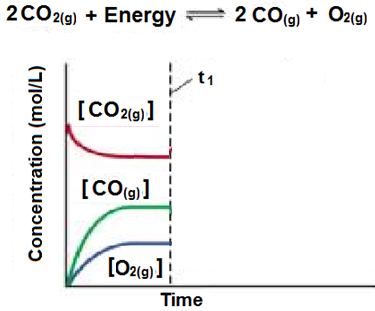 2CO2(g) + Energy ⇌ 2 CO(g) + O2(g)
t1
[CO2(g)]
[CO(g)]
[O2(g)]
Concentration (mol/L)
Time